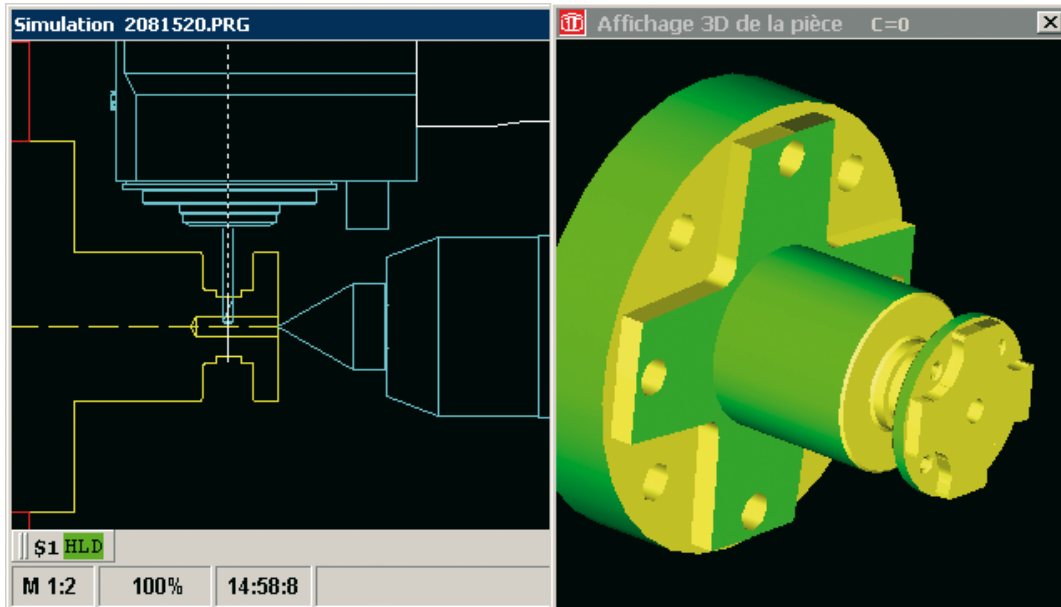 Simulation 2081520.PRG
Affichage 3D de la pièce C=0
$1 HLD
M 1:2 100% 14:58:8